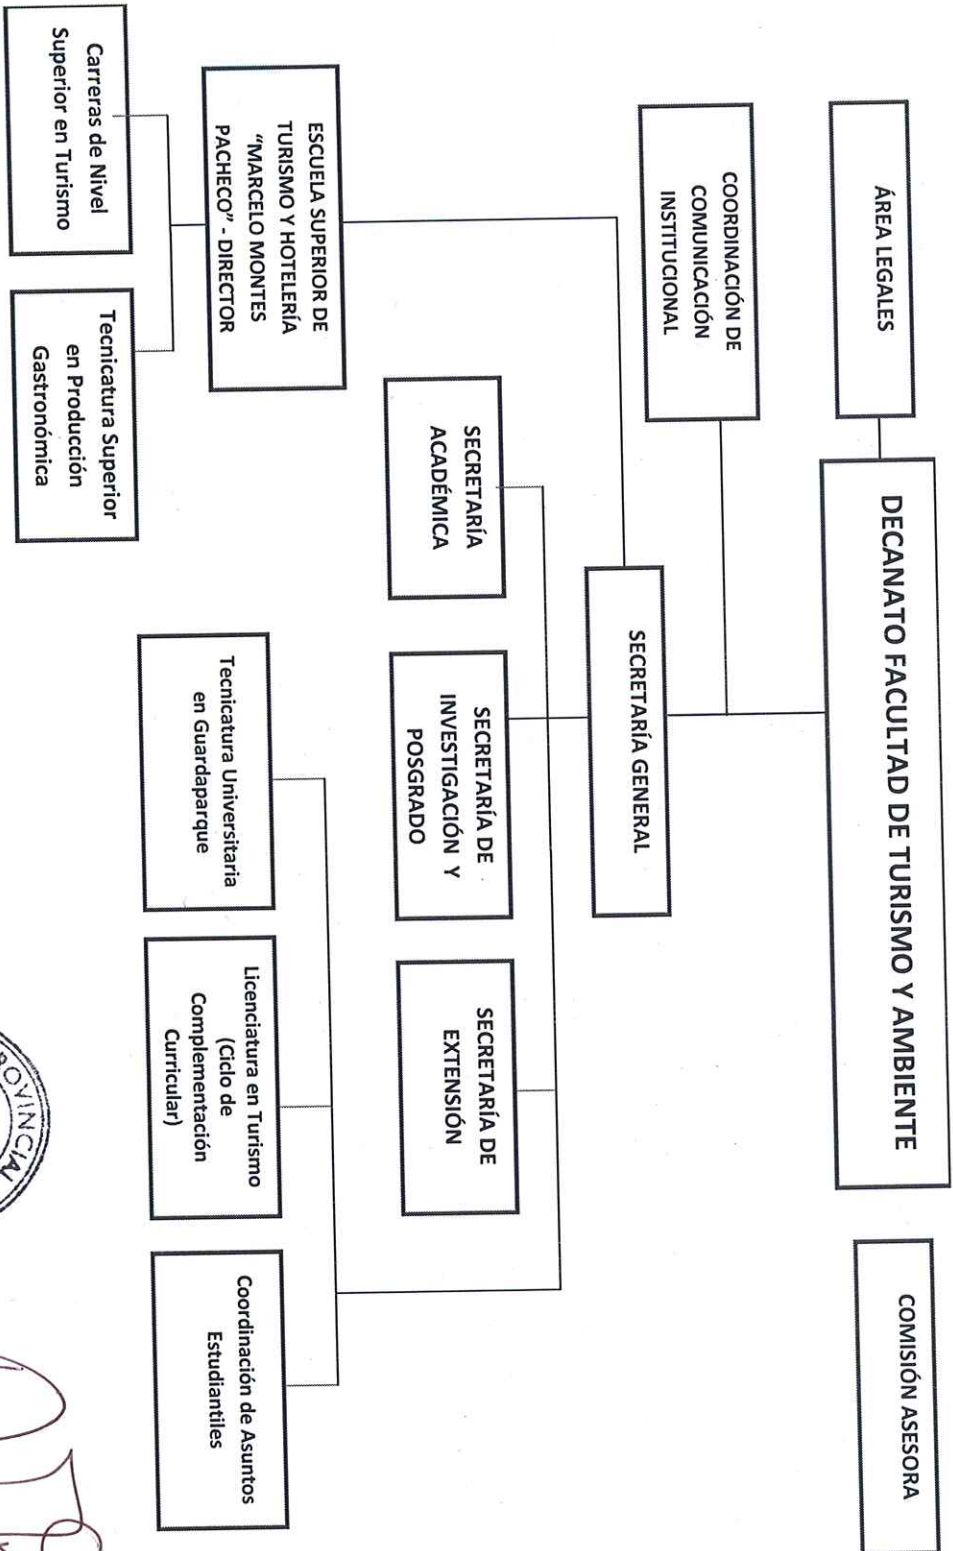 DECANATO FACULTAD DE TURISMO Y AMBIENTE
COMISIÓN ASESORA
ÁREA LEGALES
COORDINACIÓN DE
COMUNICACIÓN
INSTITUCIONAL
SECRETARÍA GENERAL
SECRETARÍA
ACADÉMICA
SECRETARÍA DE
INVESTIGACIÓN Y
POSGRADO
SECRETARÍA DE
EXTENSIÓN
ESCUELA SUPERIOR DE
TURISMO Y HOTELERÍA
"MARCELO MONTES
PACHECO" - DIRECTOR
Tecnicatura Universitaria
en Guardaparque
Licenciatura en Turismo
(Ciclo de
Complementación
Curricular)
Coordinación de Asuntos
Estudiantiles
Carreras de Nivel
Superior en Turismo
Tecnicatura Superior
en Producción
Gastronómica